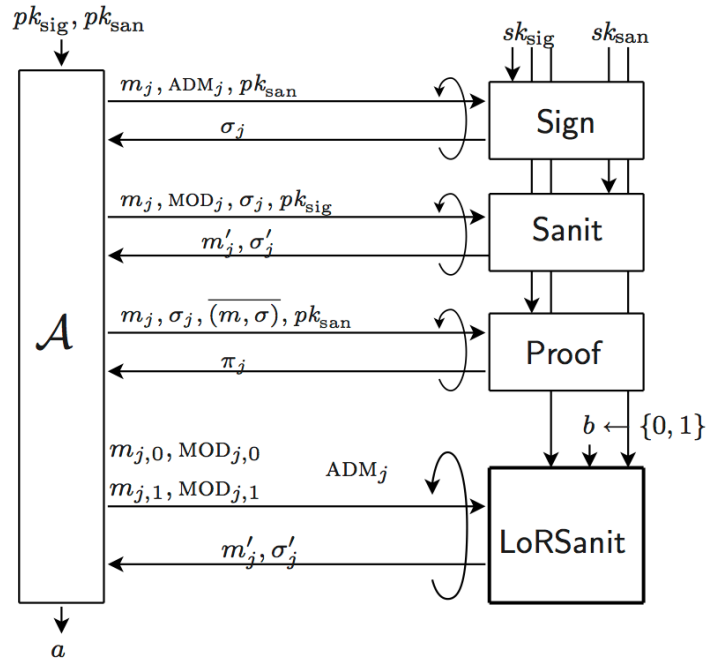 pk_sig, pk_san
sk_sig sk_san
m_j, ADM_j, pk_san
Sign
σ_j
m_j, MOD_j, σ_j, pk_sig
Sanit
m′_j, σ′_j
𝒜
m_j, σ_j, \overline{(m, σ)}, pk_san
Proof
π_j
b ← {0, 1}
m_{j,0}, MOD_{j,0}
ADM_j
m_{j,1}, MOD_{j,1}
LoRSanit
m′_j, σ′_j
a